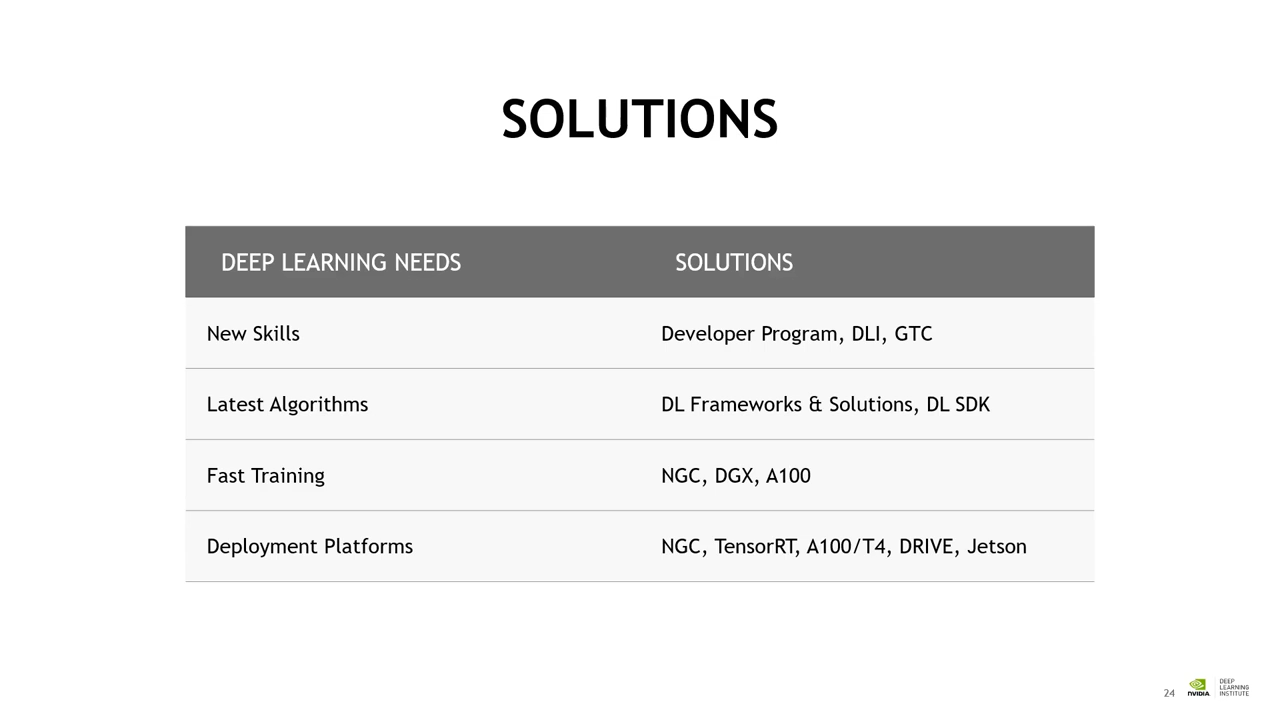 SOLUTIONS
DEEP LEARNING NEEDS SOLUTIONS
New Skills Developer Program, DLI, GTC
Latest Algorithms DL Frameworks & Solutions, DL SDK
Fast Training NGC, DGX, A100
Deployment Platforms NGC, TensorRT, A100/T4, DRIVE, Jetson
24
NVIDIA
DEEP
LEARNING
INSTITUTE